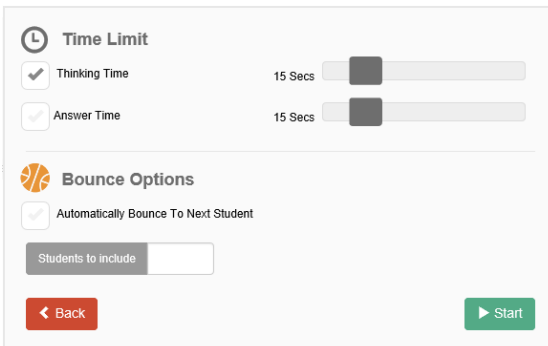 Time Limit
Thinking Time 15 Secs
Answer Time 15 Secs
Bounce Options
Automatically Bounce To Next Student
Students to include
Back Start